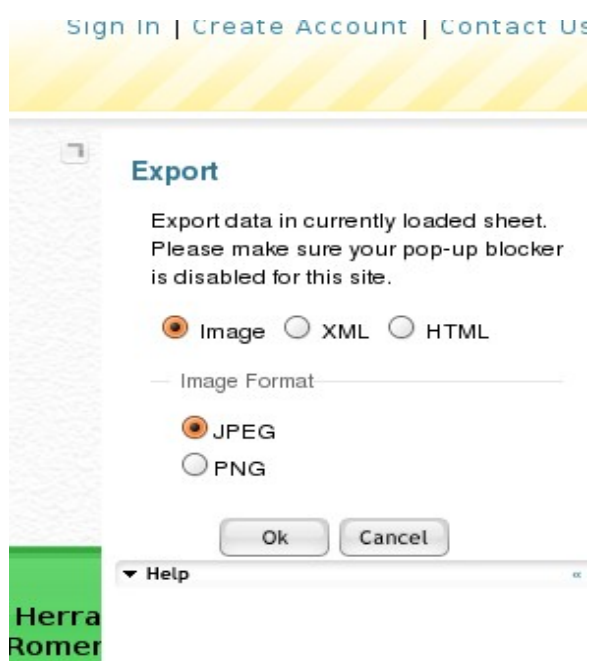 Sign In | Create Account | Contact Us
Export
Export data in currently loaded sheet.
Please make sure your pop-up blocker
is disabled for this site.
Image XML HTML
Image Format
JPEG
PNG
Ok Cancel
Help «
Herra
Romer